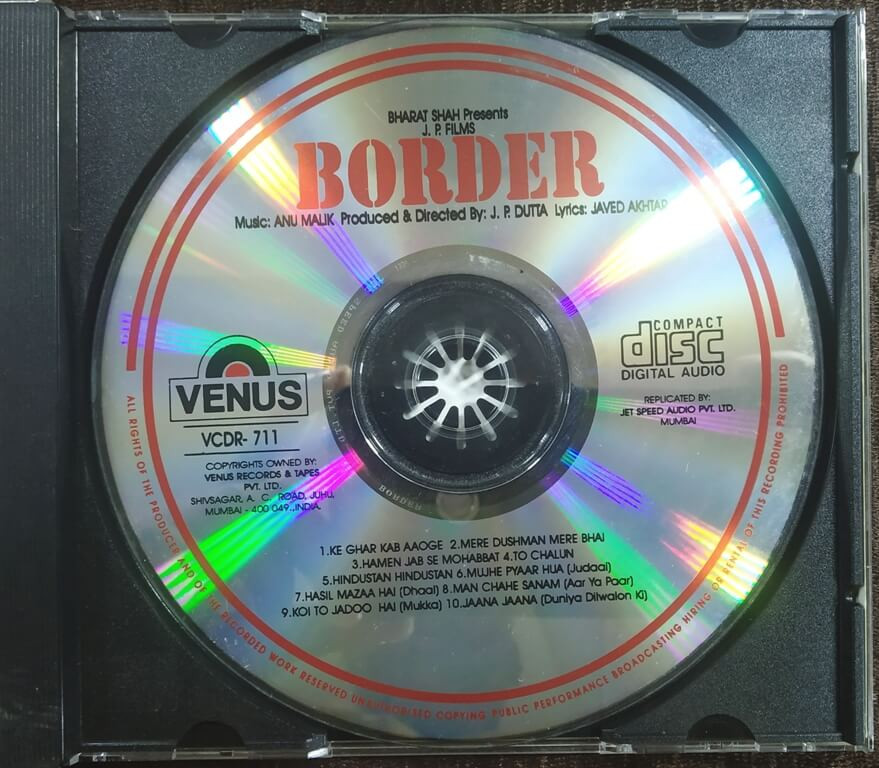 BHARAT SHAH Presents
J. P. FILMS
BORDER
Music: ANU MALIK Produced & Directed By: J. P. DUTTA Lyrics: JAVED AKHTAR
VENUS
VCDR- 711
COPYRIGHTS OWNED BY:
VENUS RECORDS & TAPES
PVT. LTD.
SHIVSAGAR, A. C. ROAD, JUHU,
MUMBAI - 400 049.,INDIA.
COMPACT
disc
DIGITAL AUDIO
REPLICATED BY:
JET SPEED AUDIO PVT. LTD.
MUMBAI
1.KE GHAR KAB AAOGE 2.MERE DUSHMAN MERE BHAI
3.HAMEN JAB SE MOHABBAT 4.TO CHALUN
5.HINDUSTAN HINDUSTAN 6.MUJHE PYAAR HUA (Judaai)
7.HASIL MAZAA HAI (Dhaal) 8.MAN CHAHE SANAM (Aar Ya Paar)
9.KOI TO JADOO HAI (Mukka) 10.JAANA JAANA (Duniya Dilwalon Ki)
ALL RIGHTS OF THE PRODUCER AND OF THE RECORDED WORK RESERVED UNAUTHORISED COPYING PUBLIC PERFORMANCE BROADCASTING HIRING OR RENTAL OF THIS RECORDING PROHIBITED
BORDER